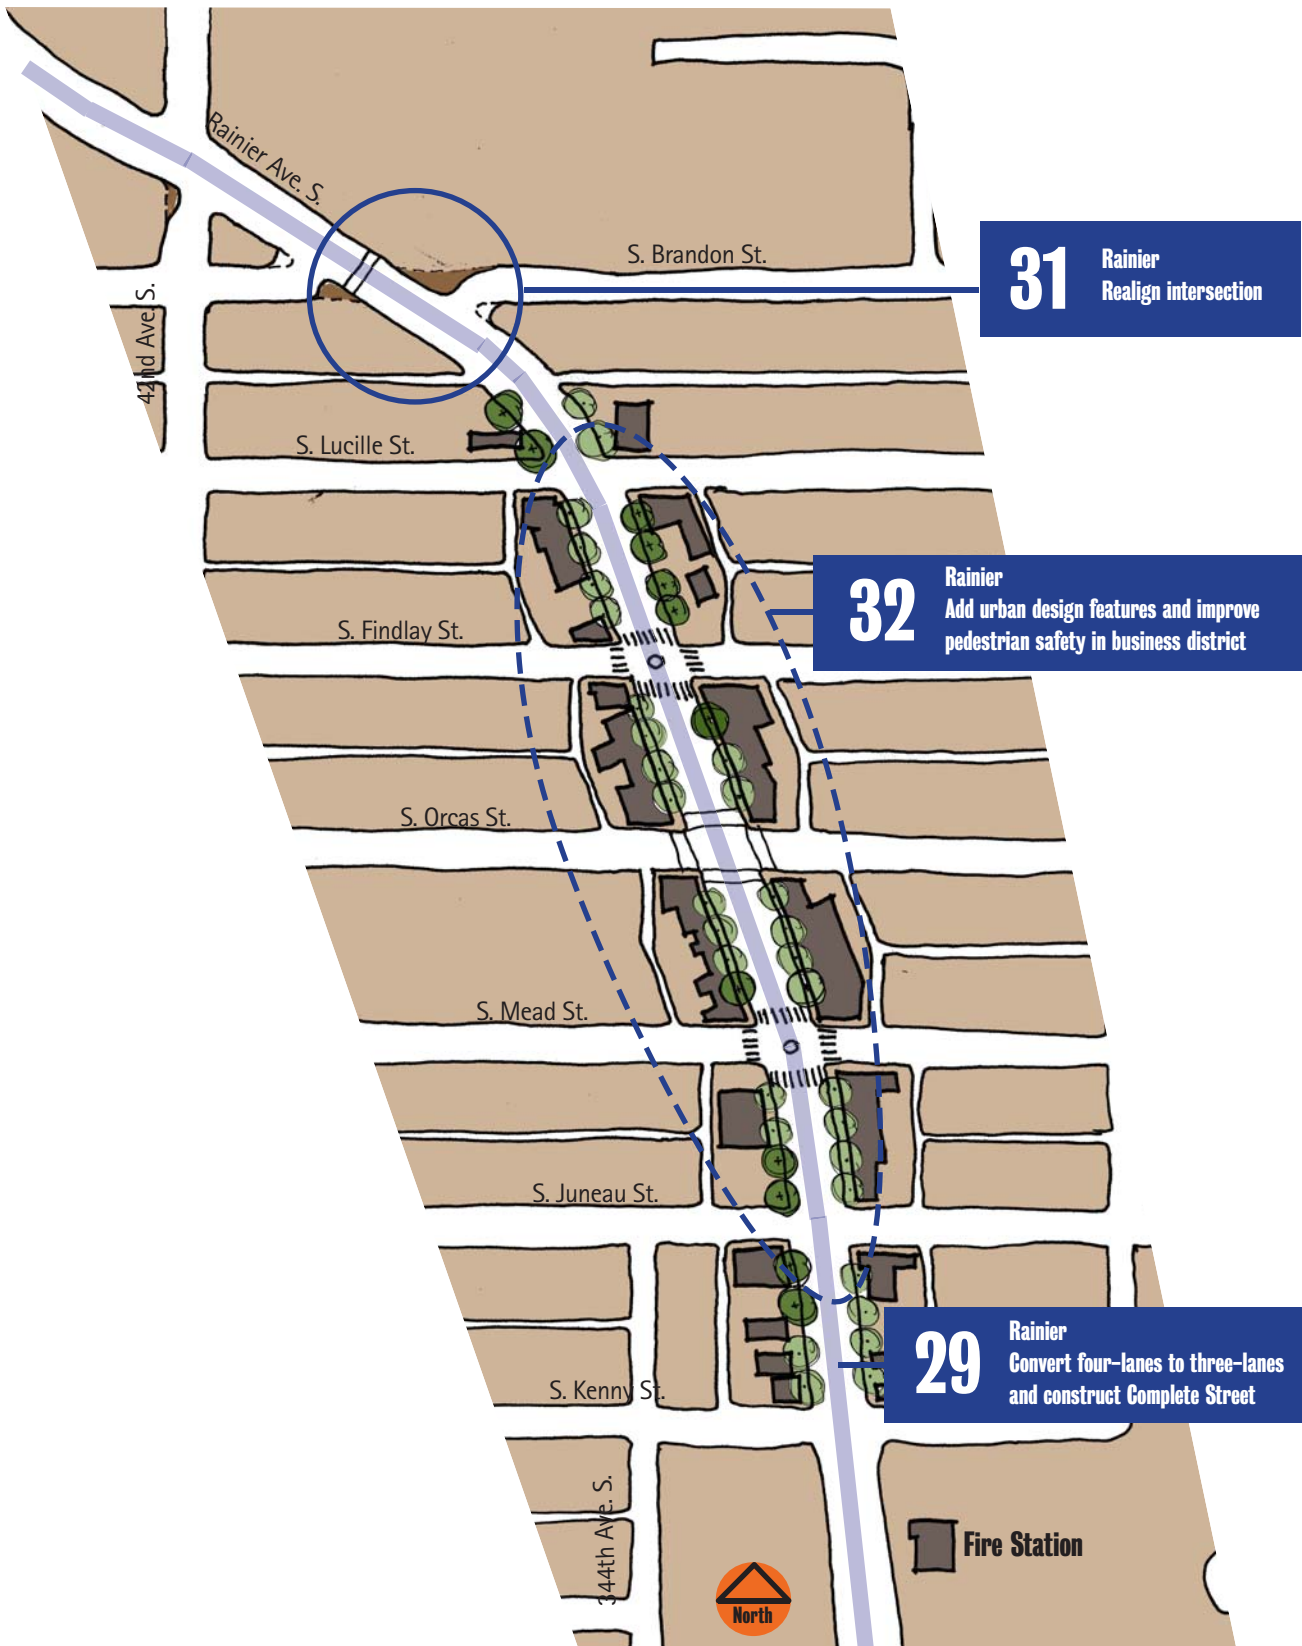 Rainier Ave. S.
S. Brandon St.
31
Rainier
Realign intersection
42nd Ave. S.
S. Lucille St.
32
Rainier
Add urban design features and improve
pedestrian safety in business district
S. Findlay St.
S. Orcas St.
S. Mead St.
S. Juneau St.
29
Rainier
Convert four-lanes to three-lanes
and construct Complete Street
S. Kenny St.
344th Ave. S.
Fire Station
North